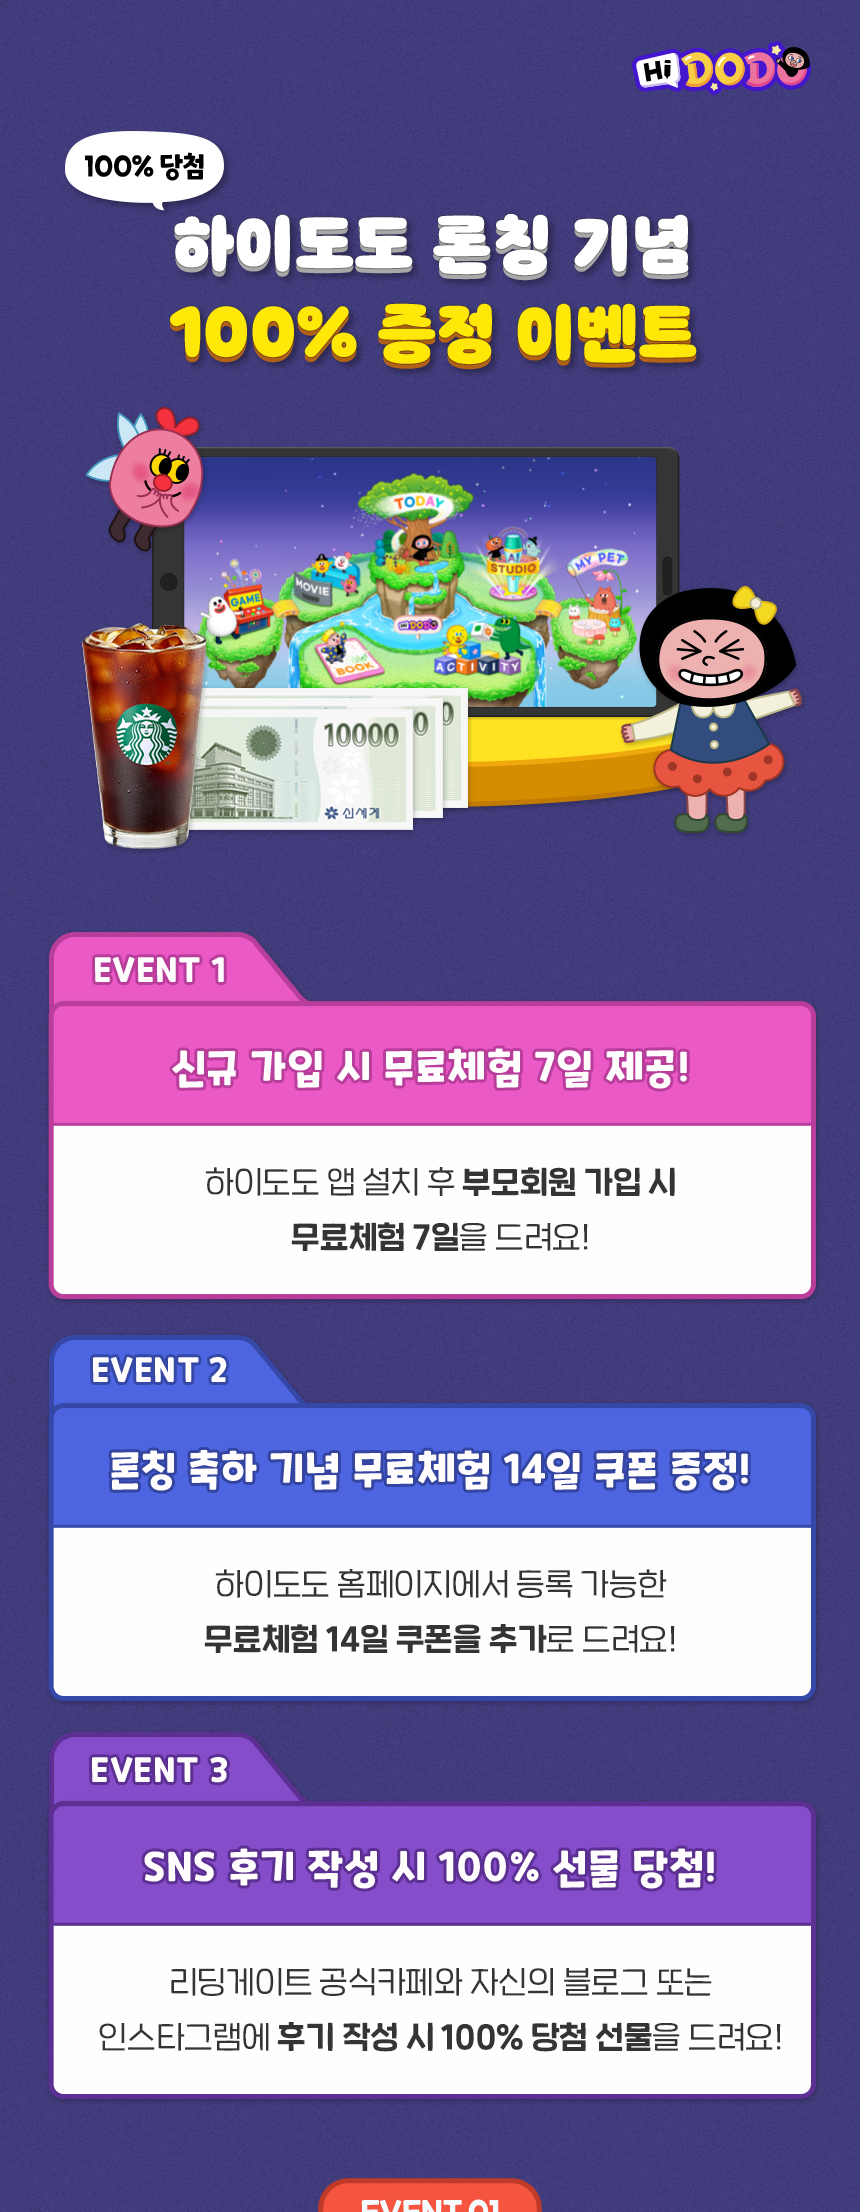 Hi DODO
100% 당첨
하이도도 론칭 기념
100% 증정 이벤트
TODAY
AI
STUDIO
MY PET
MOVIE
GAME
Hi DODO
BOOK
ACTIVITY
10000
0
0
신세계
EVENT 1
신규 가입 시 무료체험 7일 제공!
하이도도 앱 설치 후 부모회원 가입 시
무료체험 7일을 드려요!
EVENT 2
론칭 축하 기념 무료체험 14일 쿠폰 증정!
하이도도 홈페이지에서 등록 가능한
무료체험 14일 쿠폰을 추가로 드려요!
EVENT 3
SNS 후기 작성 시 100% 선물 당첨!
리딩게이트 공식카페와 자신의 블로그 또는
인스타그램에 후기 작성 시 100% 당첨 선물을 드려요!
EVENT 01